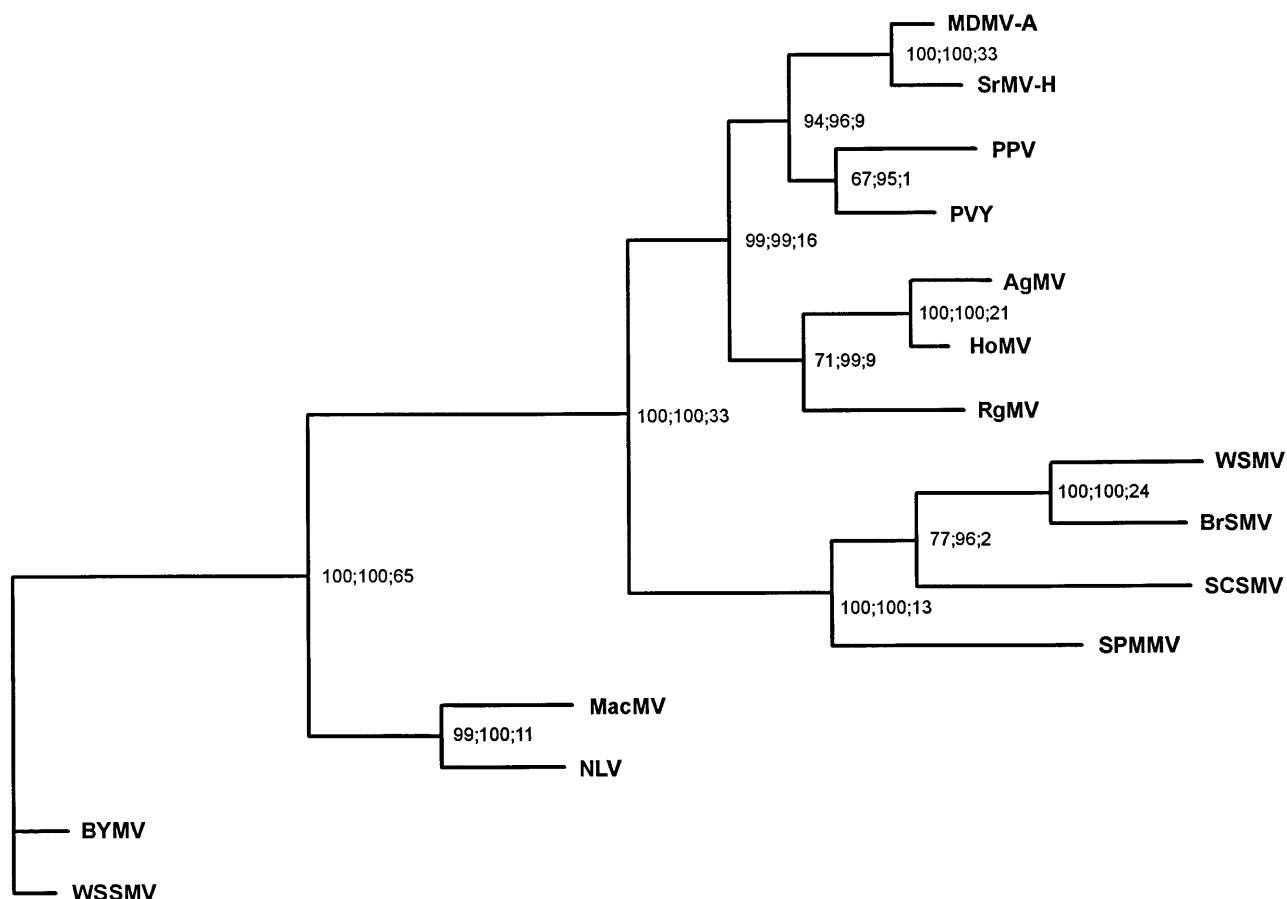 MDMV-A
100;100;33
SrMV-H
94;96;9
PPV
67;95;1
PVY
99;99;16
AgMV
100;100;21
HoMV
71;99;9
RgMV
100;100;33
WSMV
100;100;24
BrSMV
77;96;2
100;100;65
SCSMV
100;100;13
SPMMV
MacMV
99;100;11
NLV
BYMV
WSSMV